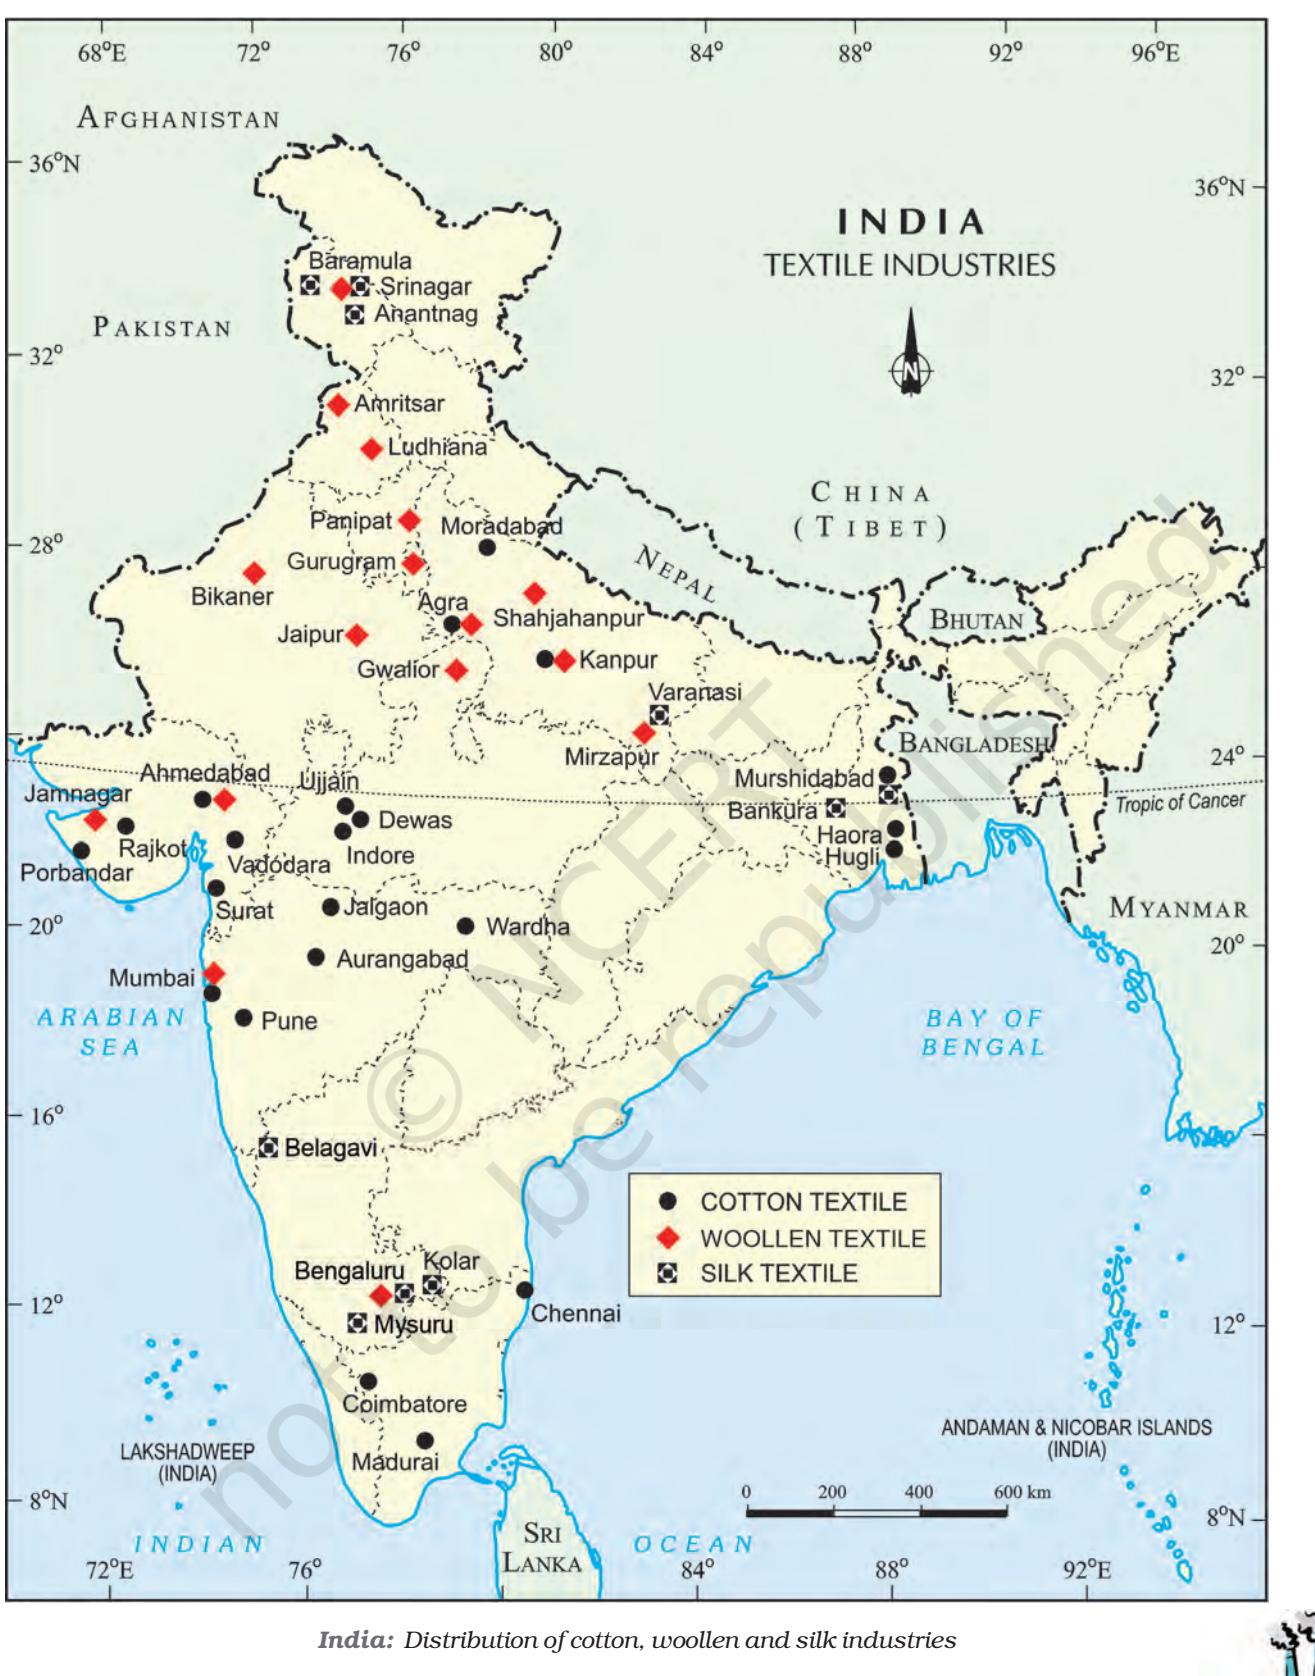 68°E 72° 76° 80° 84° 88° 92° 96°E
AFGHANISTAN
36°N
36°N
INDIA
TEXTILE INDUSTRIES
Baramula
Srinagar
Anantnag
PAKISTAN
N
32°
32°
Amritsar
Ludhiana
CHINA
(TIBET)
Panipat
Moradabad
28°
Gurugram
NEPAL
Bikaner
Agra
Shahjahanpur
BHUTAN
Jaipur
Gwalior
Kanpur
Varanasi
BANGLADESH
Mirzapur
24°
Ahmedabad
Ujjain
Murshidabad
Jamnagar
Tropic of Cancer
Bankura
Dewas
Haora
Rajkot
Indore
Hugli
Vadodara
Porbandar
Surat
Jalgaon
MYANMAR
20°
Wardha
20°
Aurangabad
Mumbai
ARABIAN
SEA
Pune
BAY OF
BENGAL
16°
Belagavi
COTTON TEXTILE
WOOLLEN TEXTILE
SILK TEXTILE
Kolar
Bengaluru
12°
Chennai
Mysuru
12°
Coimbatore
ANDAMAN & NICOBAR ISLANDS
(INDIA)
LAKSHADWEEP
(INDIA)
Madurai
0 200 400 600 km
8°N
8°N
INDIAN
SRI
LANKA
OCEAN
72°E 76° 84° 88° 92°E
© NCERT
not to be republished
India: Distribution of cotton, woollen and silk industries